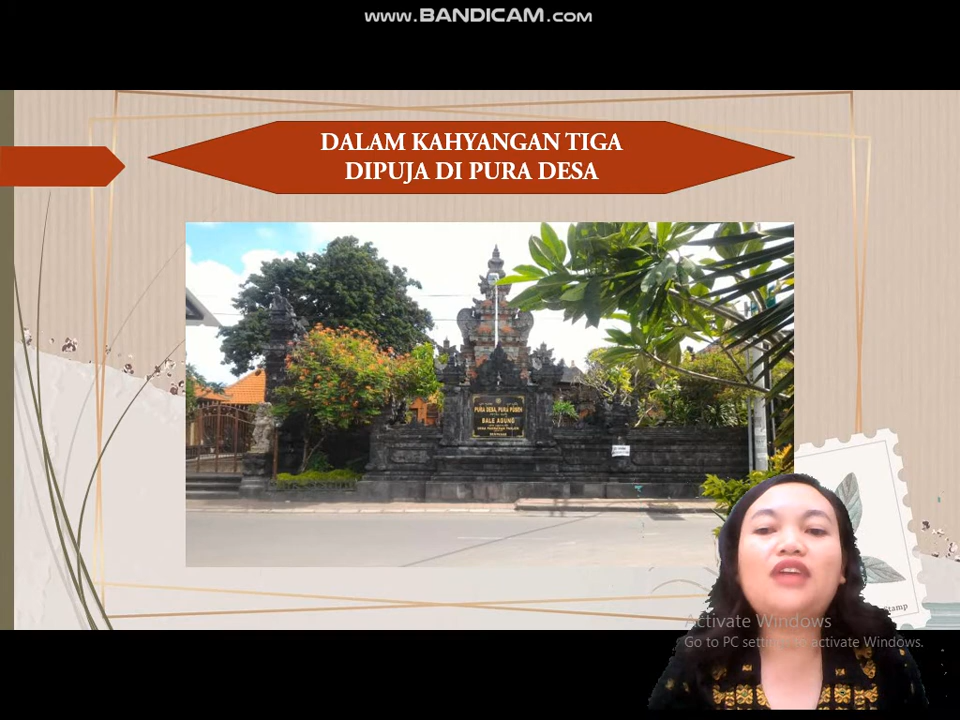 www.BANDICAM.com
DALAM KAHYANGAN TIGA
DIPUJA DI PURA DESA
PURA DESA, PURA PUSEH
BALE AGUNG
Stamp
Activate Windows
Go to PC settings to activate Windows.